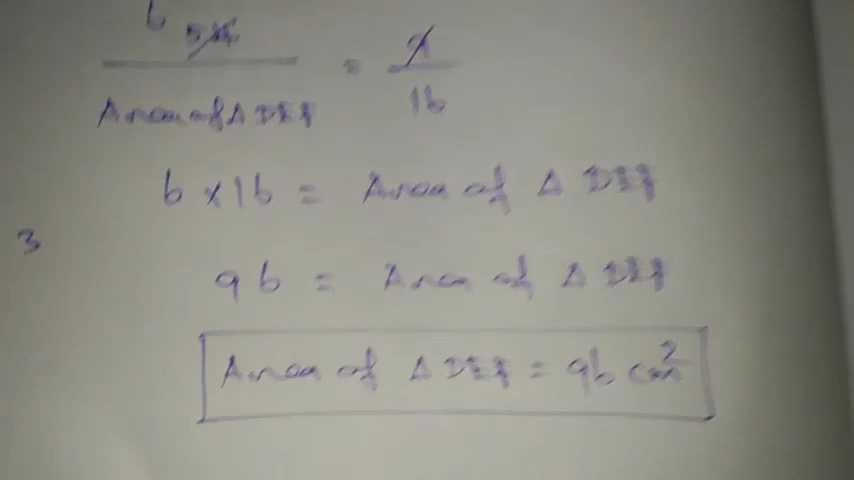 6 54 = 9
Area of Δ DEF 16
6 x 16 = Area of Δ DEF
3
96 = Area of Δ DEF
Area of Δ DEF = 96 cm²